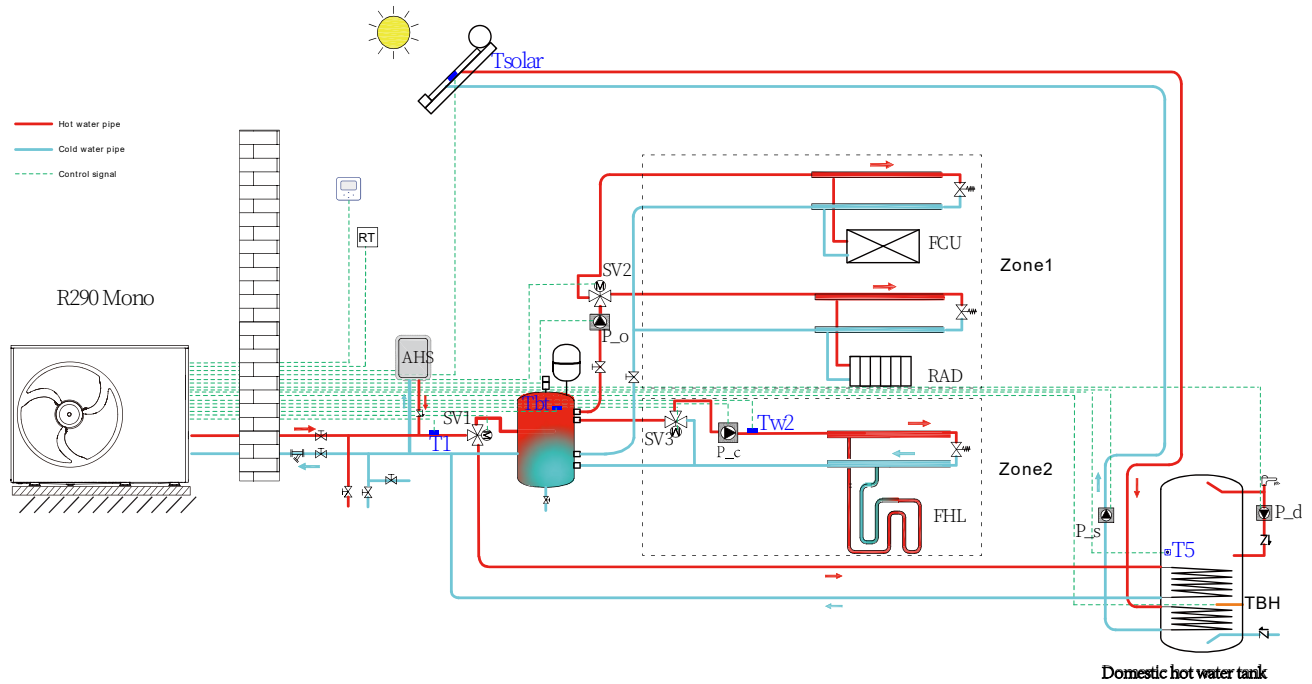 Tsolar
Hot water pipe
Cold water pipe
Control signal
RT
FCU
SV2
M
Zone1
R290 Mono
P_o
AHS
RAD
Tbt
SV1
M
T1
SV3
M
Tw2
P_c
Zone2
FHL
P_s
P_d
T5
TBH
Domestic hot water tank